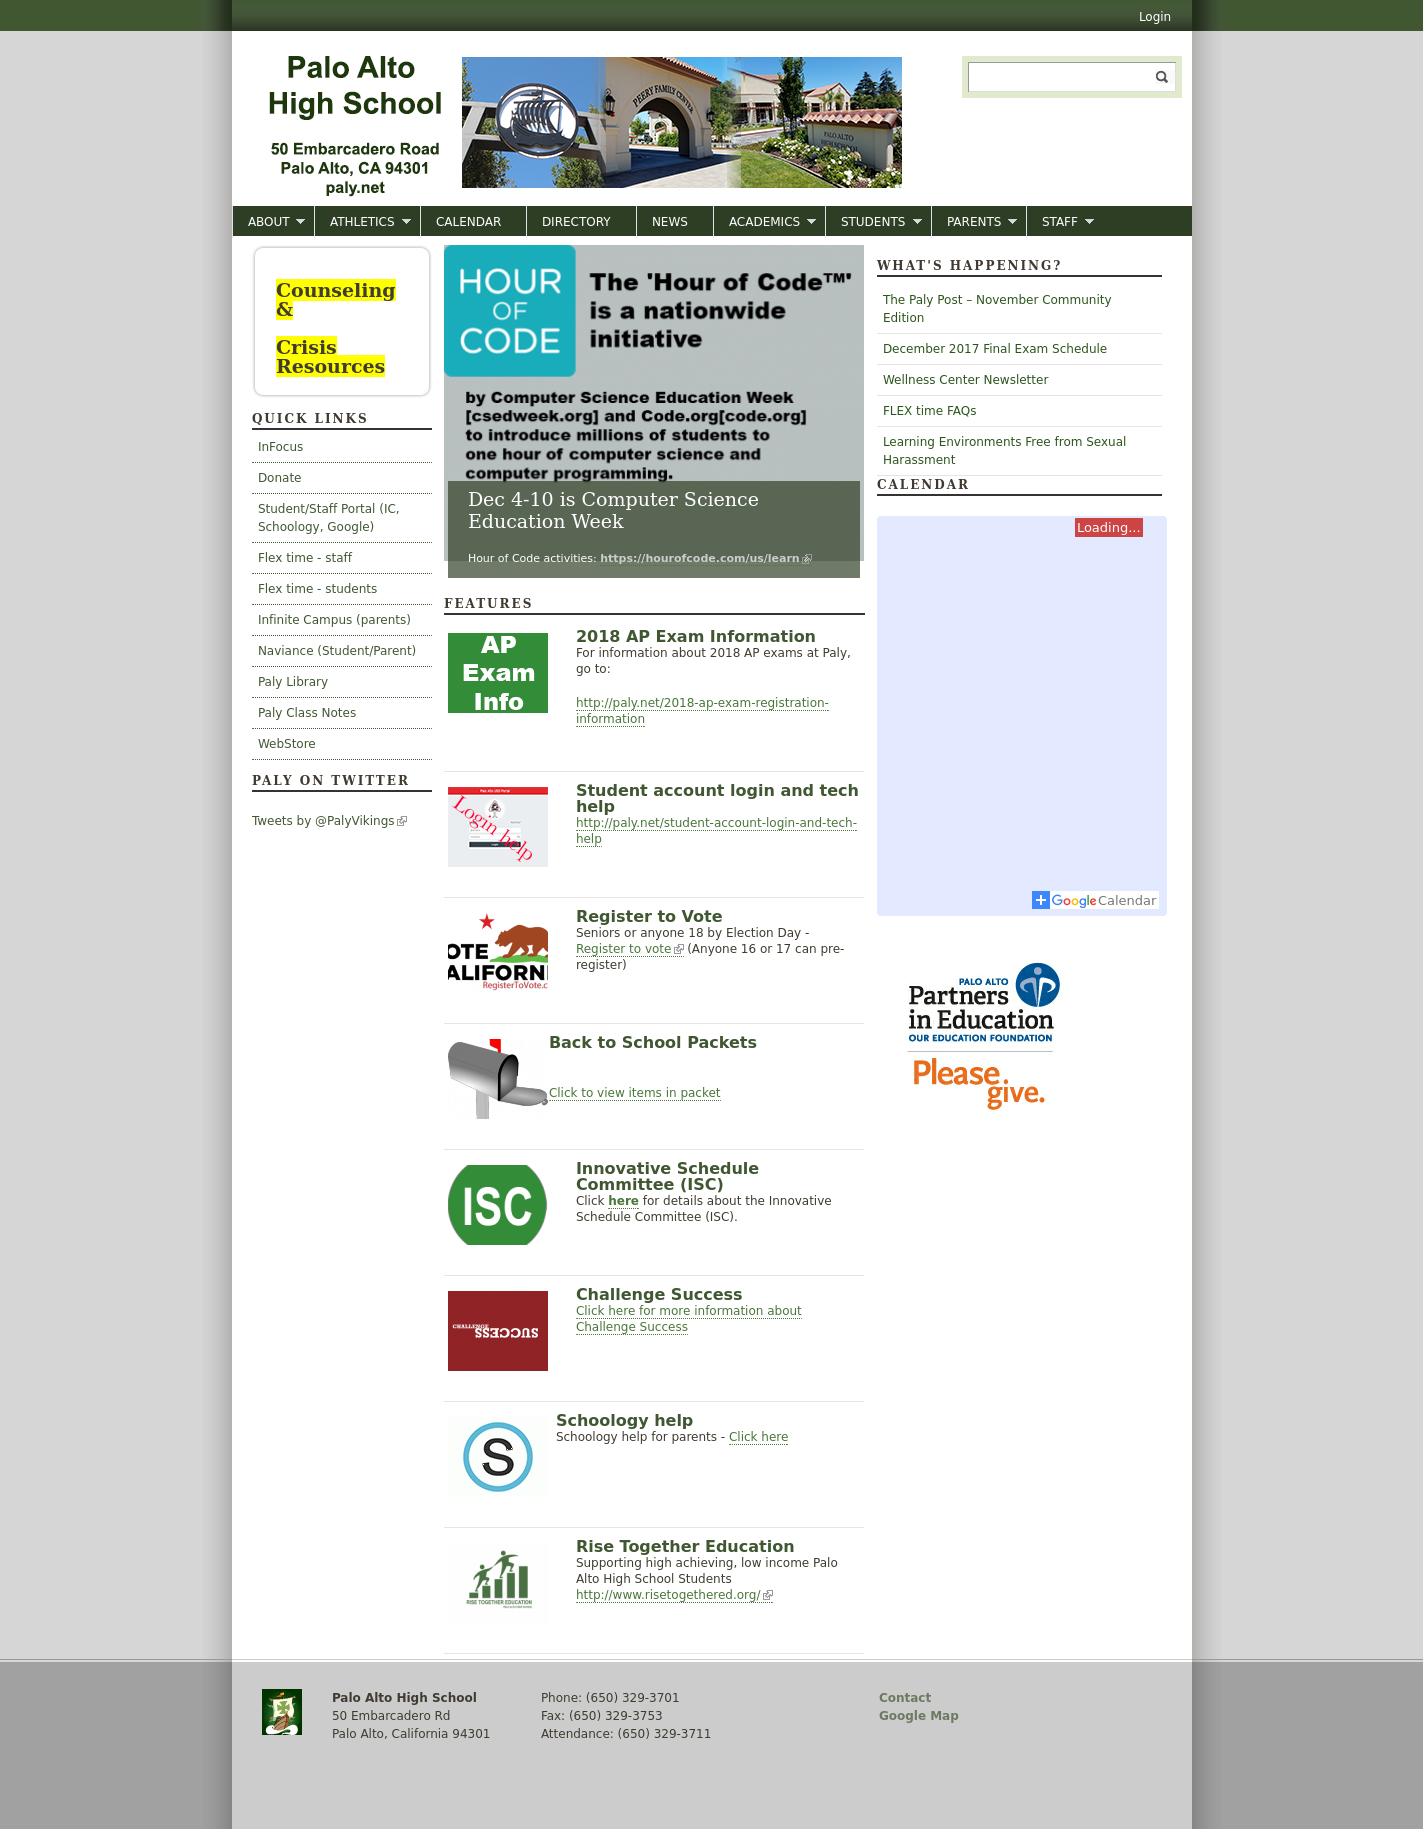 Login
Palo Alto
High School
50 Embarcadero Road
Palo Alto, CA 94301
paly.net
PEERY FAMILY CENTER
PALO ALTO
HIGH SCHOOL
ABOUT
ATHLETICS
CALENDAR
DIRECTORY
NEWS
ACADEMICS
STUDENTS
PARENTS
STAFF
Counseling
&
Crisis
Resources
QUICK LINKS
InFocus
Donate
Student/Staff Portal (IC,
Schoology, Google)
Flex time - staff
Flex time - students
Infinite Campus (parents)
Naviance (Student/Parent)
Paly Library
Paly Class Notes
WebStore
PALY ON TWITTER
Tweets by @PalyVikings
HOUR
OF
CODE
The 'Hour of Code™'
is a nationwide
initiative
by Computer Science Education Week
[csedweek.org] and Code.org[code.org]
to introduce millions of students to
one hour of computer science and
computer programming.
Dec 4-10 is Computer Science
Education Week
Hour of Code activities: https://hourofcode.com/us/learn
FEATURES
AP
Exam
Info
2018 AP Exam Information
For information about 2018 AP exams at Paly,
go to:
http://paly.net/2018-ap-exam-registration-
information
Login help
Student account login and tech
help
http://paly.net/student-account-login-and-tech-
help
OTE
ALIFORN
RegisterToVote.c
Register to Vote
Seniors or anyone 18 by Election Day -
Register to vote (Anyone 16 or 17 can pre-
register)
Back to School Packets
Click to view items in packet
ISC
Innovative Schedule
Committee (ISC)
Click here for details about the Innovative
Schedule Committee (ISC).
CHALLENGE
SUCCESS
Challenge Success
Click here for more information about
Challenge Success
S
Schoology help
Schoology help for parents - Click here
RISE TOGETHER EDUCATION
Rise Together Education
Supporting high achieving, low income Palo
Alto High School Students
http://www.risetogethered.org/
WHAT'S HAPPENING?
The Paly Post – November Community
Edition
December 2017 Final Exam Schedule
Wellness Center Newsletter
FLEX time FAQs
Learning Environments Free from Sexual
Harassment
CALENDAR
Loading...
Google Calendar
PALO ALTO
Partners
in Education
OUR EDUCATION FOUNDATION
Please
give.
Palo Alto High School
50 Embarcadero Rd
Palo Alto, California 94301
Phone: (650) 329-3701
Fax: (650) 329-3753
Attendance: (650) 329-3711
Contact
Google Map